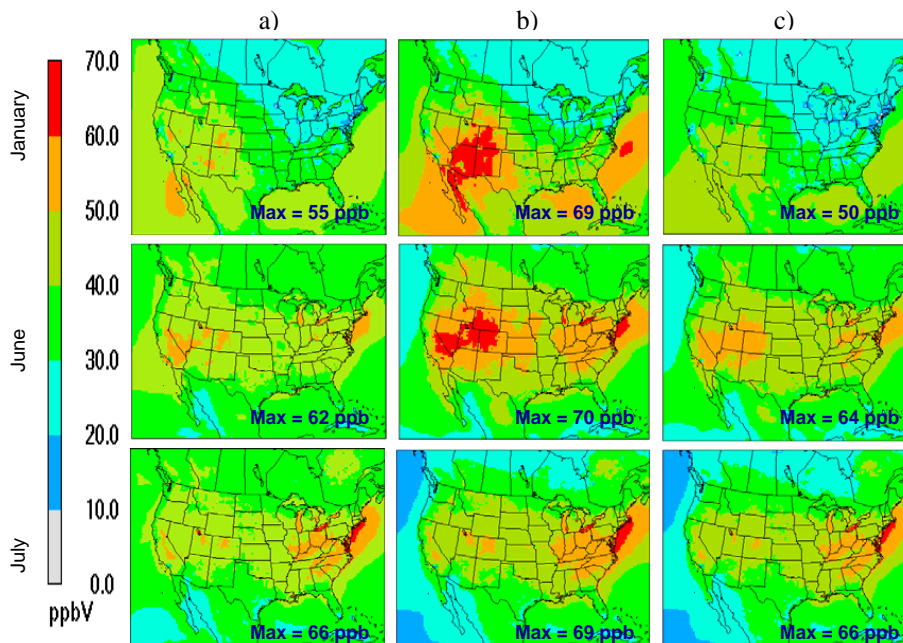 a) b) c)
January
June
July
70.0
60.0
50.0
40.0
30.0
20.0
10.0
0.0
ppbV
Max = 55 ppb
Max = 69 ppb
Max = 50 ppb
Max = 62 ppb
Max = 70 ppb
Max = 64 ppb
Max = 66 ppb
Max = 69 ppb
Max = 66 ppb